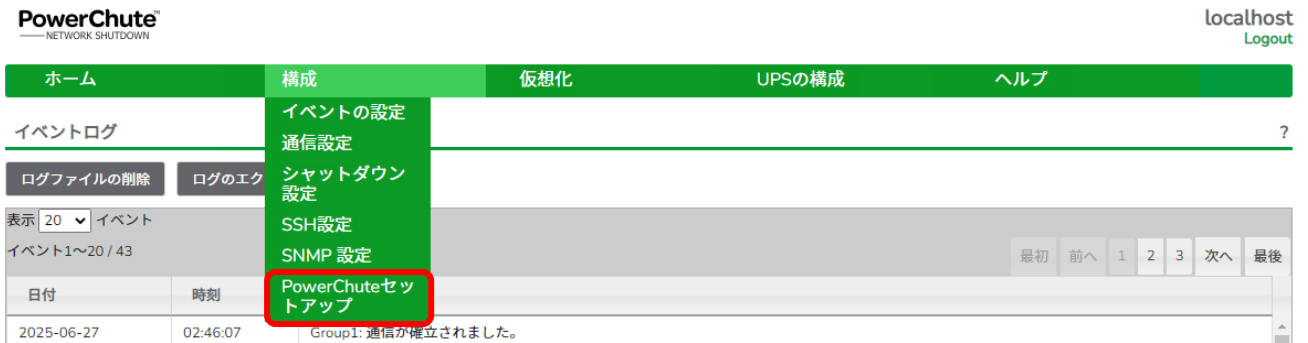 PowerChute™
NETWORK SHUTDOWN
localhost
Logout
ホーム 構成 仮想化 UPSの構成 ヘルプ
イベントの設定
通信設定
シャットダウン
設定
SSH設定
SNMP 設定
PowerChuteセッ
トアップ
イベントログ ?
ログファイルの削除 ログのエク
表示 20 イベント
イベント1～20 / 43
最初 前へ 1 2 3 次へ 最後
日付 時刻
2025-06-27 02:46:07 Group1: 通信が確立されました。